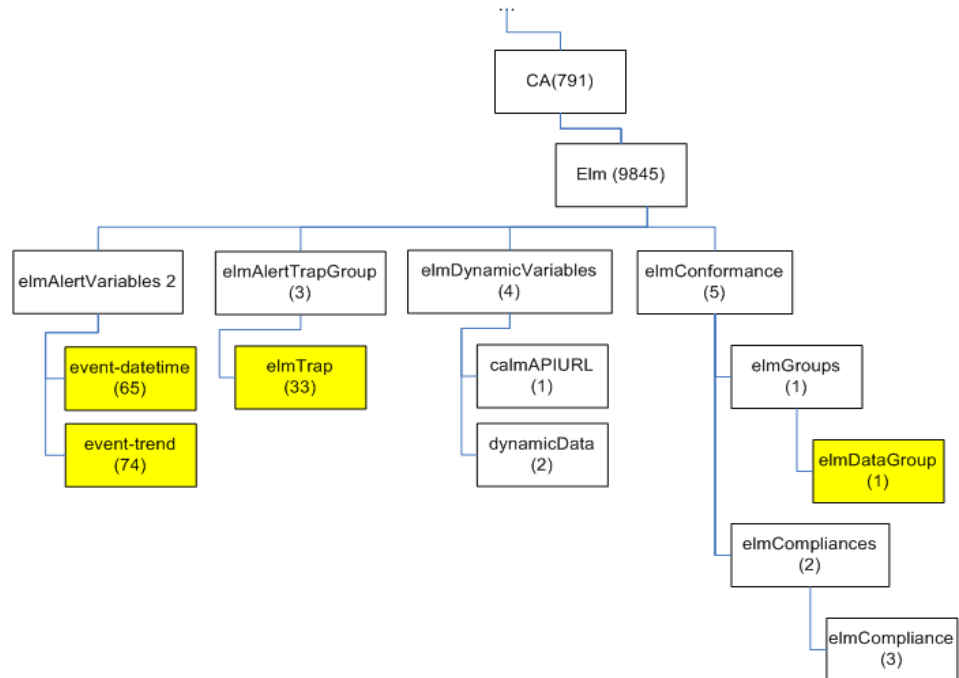 ...
CA(791)
Elm (9845)
elmAlertVariables 2
elmAlertTrapGroup
(3)
elmDynamicVariables
(4)
elmConformance
(5)
event-datetime
(65)
elmTrap
(33)
calmAPIURL
(1)
elmGroups
(1)
event-trend
(74)
dynamicData
(2)
elmDataGroup
(1)
elmCompliances
(2)
elmCompliance
(3)